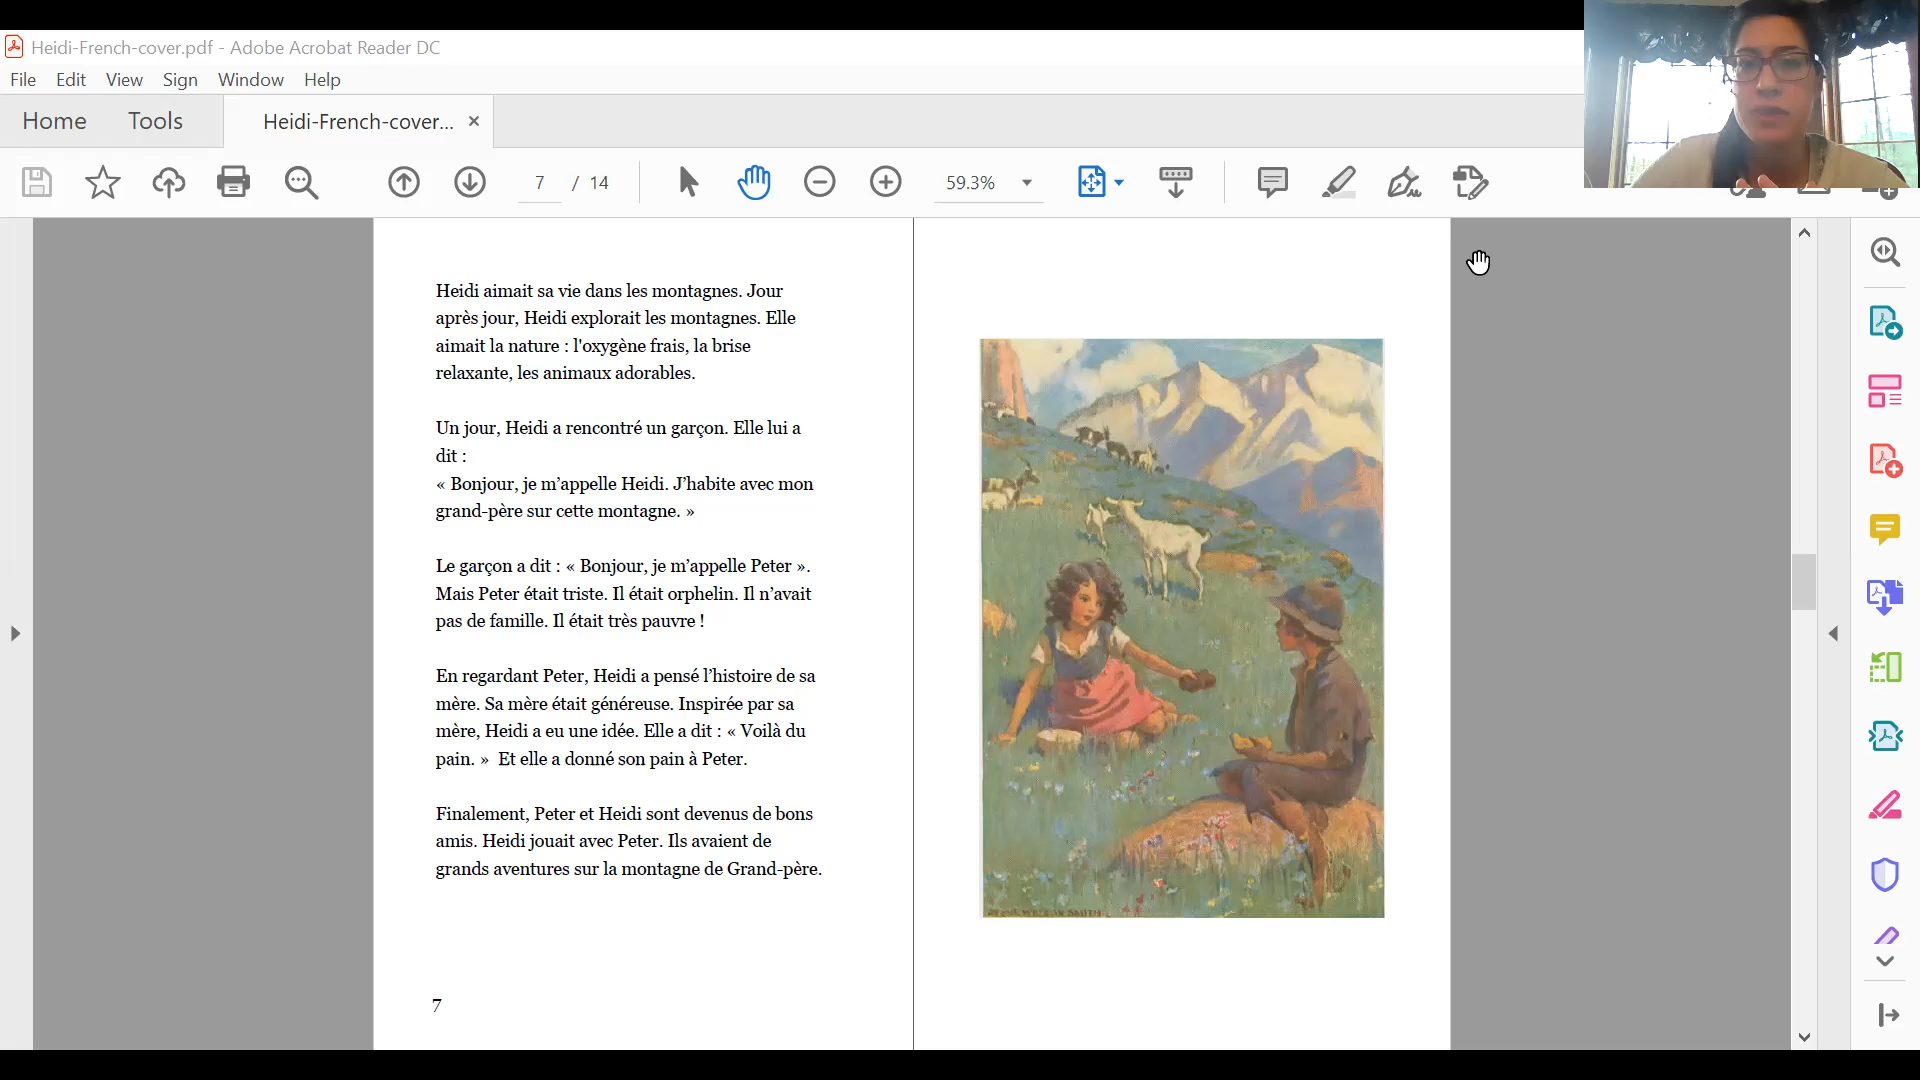 Heidi-French-cover.pdf - Adobe Acrobat Reader DC
File Edit View Sign Window Help
Home Tools Heidi-French-cover... ×
7 / 14 59.3%
Heidi aimait sa vie dans les montagnes. Jour
après jour, Heidi explorait les montagnes. Elle
aimait la nature : l'oxygène frais, la brise
relaxante, les animaux adorables.
Un jour, Heidi a rencontré un garçon. Elle lui a
dit :
« Bonjour, je m’appelle Heidi. J’habite avec mon
grand-père sur cette montagne. »
Le garçon a dit : « Bonjour, je m’appelle Peter ».
Mais Peter était triste. Il était orphelin. Il n’avait
pas de famille. Il était très pauvre !
En regardant Peter, Heidi a pensé l’histoire de sa
mère. Sa mère était généreuse. Inspirée par sa
mère, Heidi a eu une idée. Elle a dit : « Voilà du
pain. »  Et elle a donné son pain à Peter.
Finalement, Peter et Heidi sont devenus de bons
amis. Heidi jouait avec Peter. Ils avaient de
grands aventures sur la montagne de Grand-père.
7
SMITH